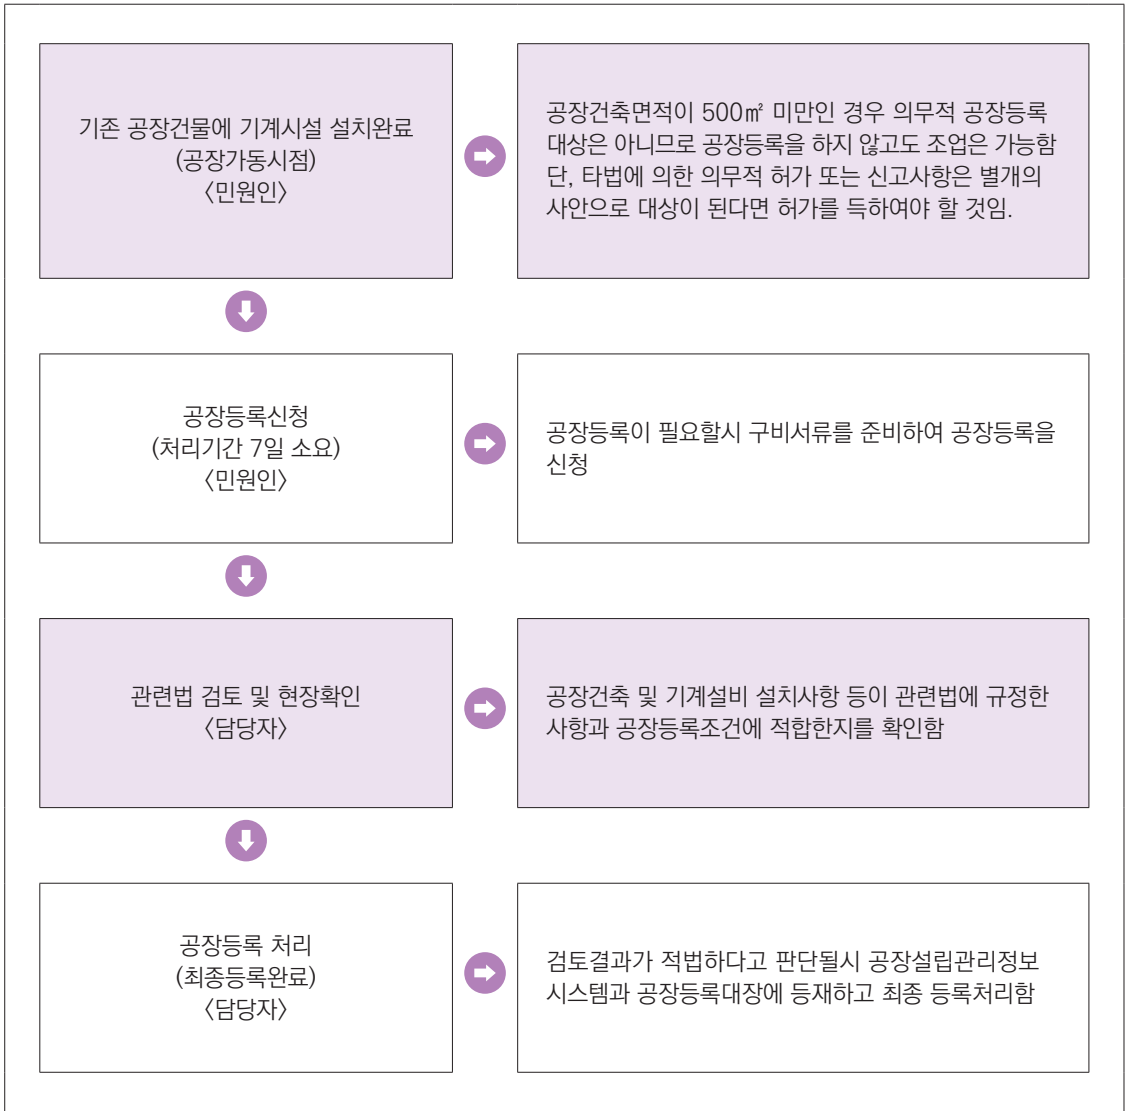 기존 공장건물에 기계시설 설치완료
(공장가동시점)
〈민원인〉
공장건축면적이 500㎡ 미만인 경우 의무적 공장등록
대상은 아니므로 공장등록을 하지 않고도 조업은 가능함
단, 타법에 의한 의무적 허가 또는 신고사항은 별개의
사안으로 대상이 된다면 허가를 득하여야 할 것임.
공장등록신청
(처리기간 7일 소요)
〈민원인〉
공장등록이 필요할시 구비서류를 준비하여 공장등록을
신청
관련법 검토 및 현장확인
〈담당자〉
공장건축 및 기계설비 설치사항 등이 관련법에 규정한
사항과 공장등록조건에 적합한지를 확인함
공장등록 처리
(최종등록완료)
〈담당자〉
검토결과가 적법하다고 판단될시 공장설립관리정보
시스템과 공장등록대장에 등재하고 최종 등록처리함